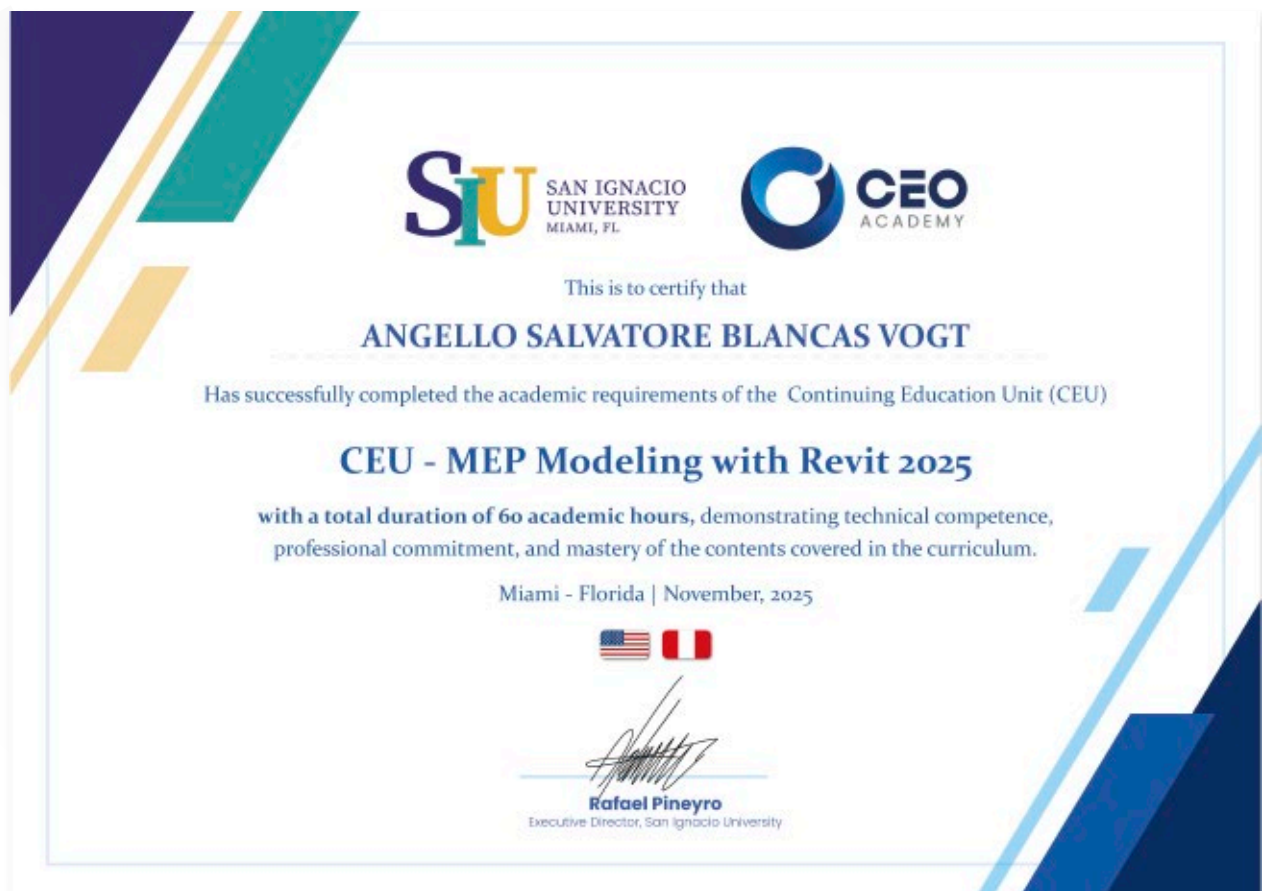 SIU SAN IGNACIO
UNIVERSITY
MIAMI, FL
CEO
ACADEMY
This is to certify that
ANGELLO SALVATORE BLANCAS VOGT
Has successfully completed the academic requirements of the Continuing Education Unit (CEU)
CEU - MEP Modeling with Revit 2025
with a total duration of 60 academic hours, demonstrating technical competence,
professional commitment, and mastery of the contents covered in the curriculum.
Miami - Florida | November, 2025
Rafael Pineyro
Executive Director, San Ignacio University